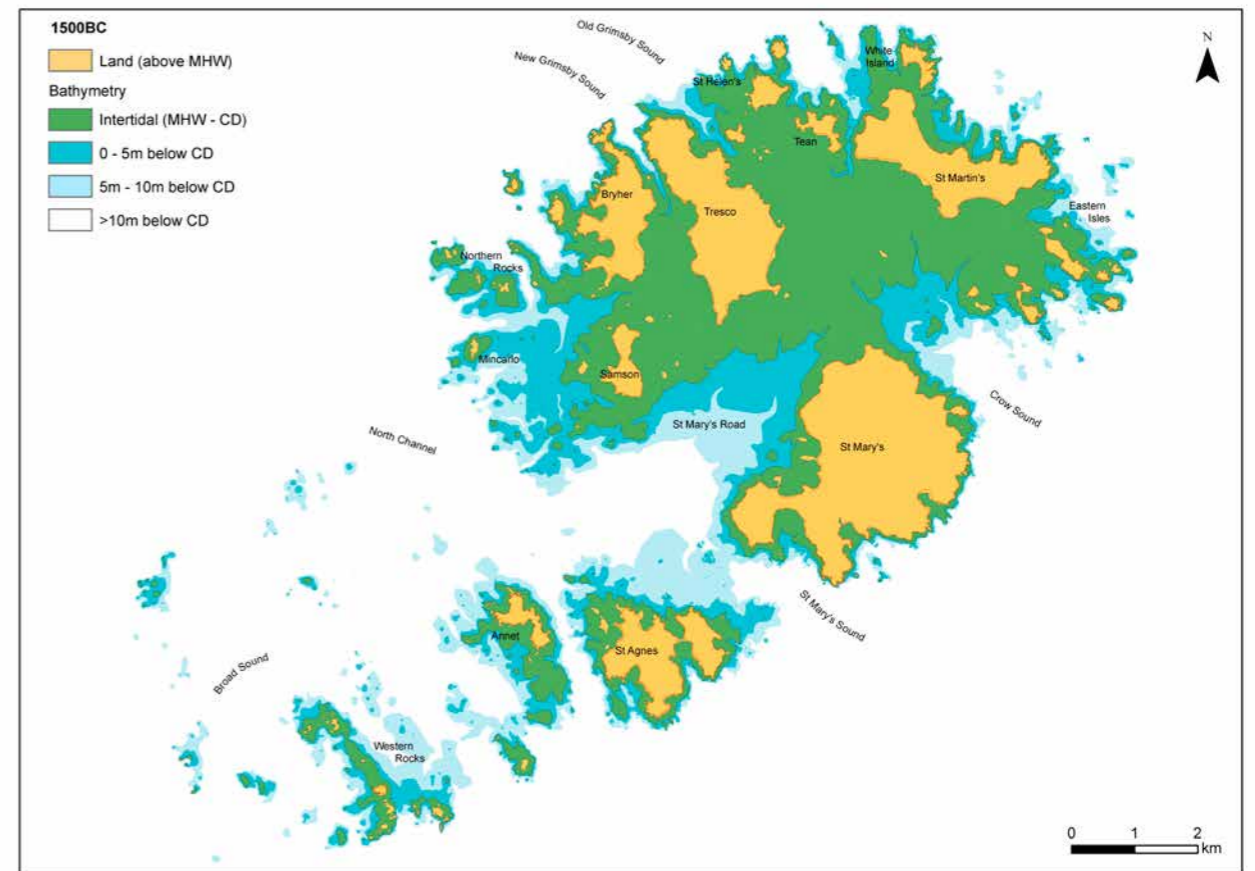 1500BC
Land (above MHW)
Bathymetry
Intertidal (MHW - CD)
0 - 5m below CD
5m - 10m below CD
>10m below CD
Old Grimsby Sound
New Grimsby Sound
N
White
Island
St Helen's
Tean
St Martin's
Bryher
Tresco
Eastern
Isles
Northern
Rocks
Mincarlo
Samson
Crow Sound
St Mary's Road
North Channel
St Mary's
St Mary's Sound
Annet
St Agnes
Broad Sound
Western
Rocks
0 1 2
km